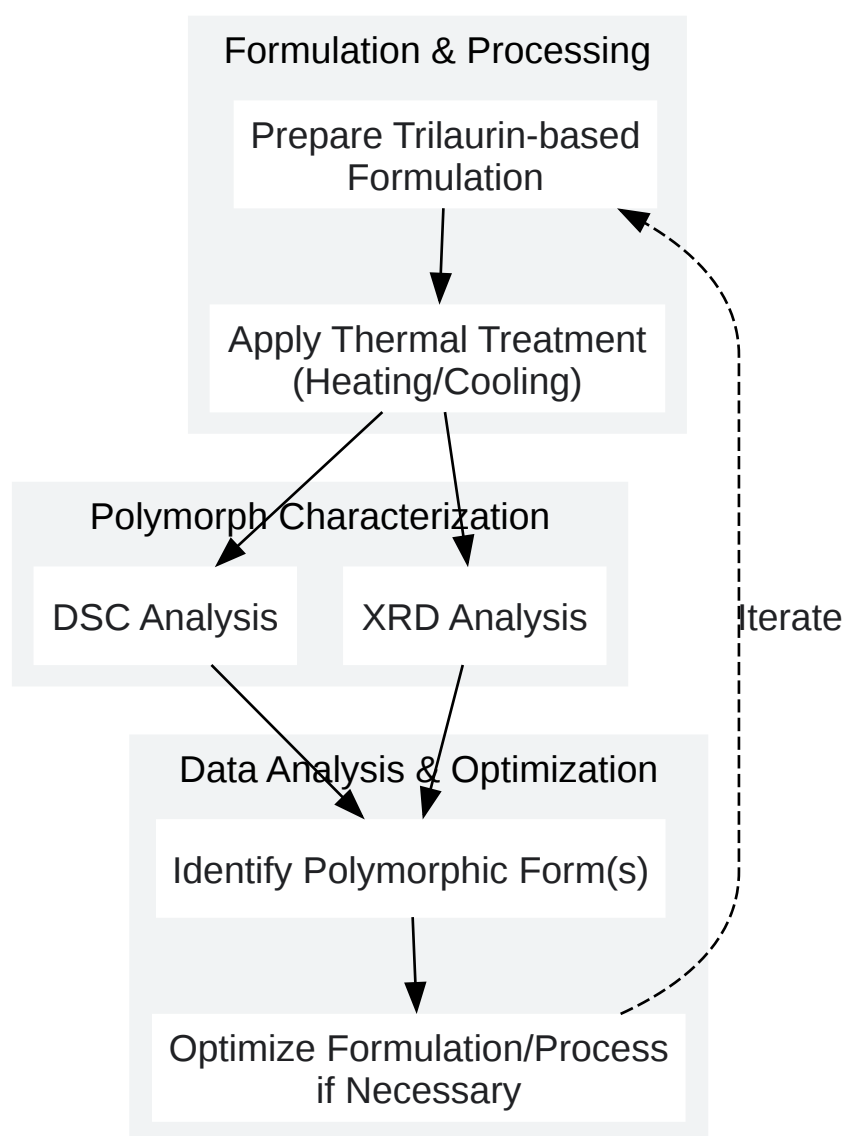 Formulation & Processing
Prepare Trilaurin-based
Formulation
Apply Thermal Treatment
(Heating/Cooling)
Polymorph Characterization
DSC Analysis
XRD Analysis
Iterate
Data Analysis & Optimization
Identify Polymorphic Form(s)
Optimize Formulation/Process
if Necessary